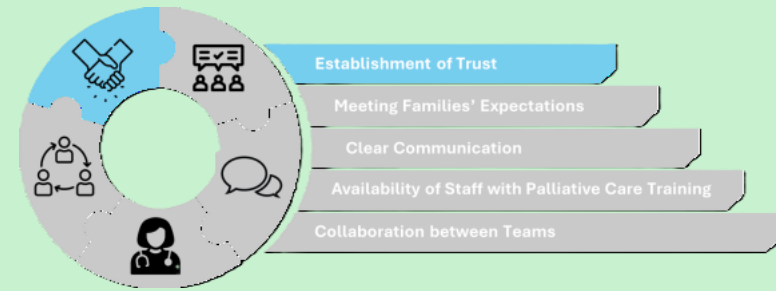 Establishment of Trust
Meeting Families' Expectations
Clear Communication
Availability of Staff with Palliative Care Training
Collaboration between Teams